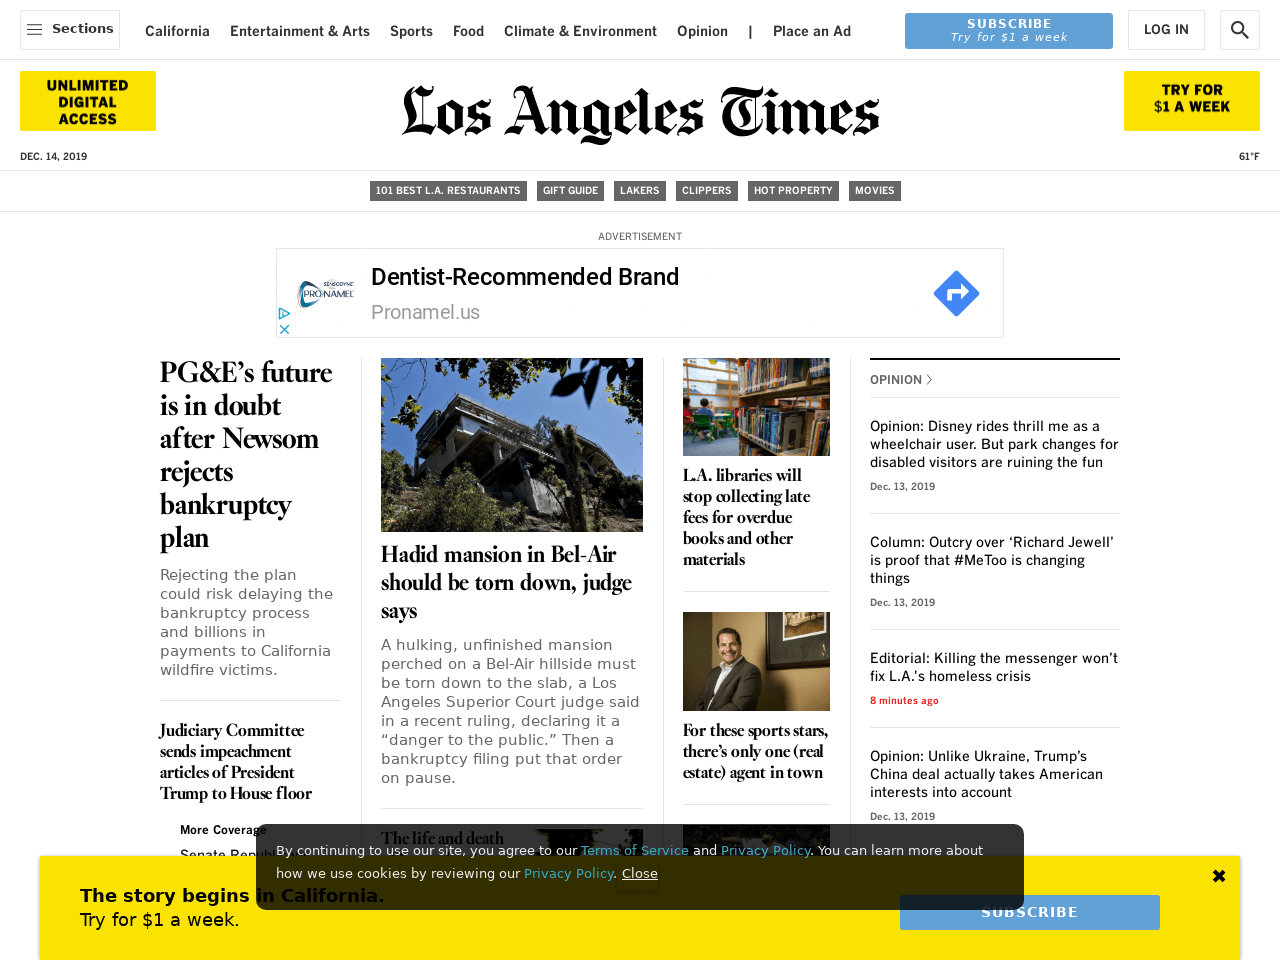 Sections
California
Entertainment & Arts
Sports
Food
Climate & Environment
Opinion
|
Place an Ad
SUBSCRIBE
Try for $1 a week
LOG IN
UNLIMITED
DIGITAL
ACCESS
Los Angeles Times
TRY FOR
$1 A WEEK
DEC. 14, 2019
61°F
101 BEST L.A. RESTAURANTS
GIFT GUIDE
LAKERS
CLIPPERS
HOT PROPERTY
MOVIES
ADVERTISEMENT
SENSODYNE
PRONAMEL
Dentist-Recommended Brand
Pronamel.us
PG&E’s future
is in doubt
after Newsom
rejects
bankruptcy
plan
Rejecting the plan
could risk delaying the
bankruptcy process
and billions in
payments to California
wildfire victims.
Judiciary Committee
sends impeachment
articles of President
Trump to House floor
More Coverage
Hadid mansion in Bel-Air
should be torn down, judge
says
A hulking, unfinished mansion
perched on a Bel-Air hillside must
be torn down to the slab, a Los
Angeles Superior Court judge said
in a recent ruling, declaring it a
“danger to the public.” Then a
bankruptcy filing put that order
on pause.
The life and death
L.A. libraries will
stop collecting late
fees for overdue
books and other
materials
For these sports stars,
there’s only one (real
estate) agent in town
OPINION
Opinion: Disney rides thrill me as a
wheelchair user. But park changes for
disabled visitors are ruining the fun
Dec. 13, 2019
Column: Outcry over ‘Richard Jewell’
is proof that #MeToo is changing
things
Dec. 13, 2019
Editorial: Killing the messenger won’t
fix L.A.’s homeless crisis
8 minutes ago
Opinion: Unlike Ukraine, Trump’s
China deal actually takes American
interests into account
Dec. 13, 2019
By continuing to use our site, you agree to our Terms of Service and Privacy Policy. You can learn more about
how we use cookies by reviewing our Privacy Policy. Close
The story begins in California.
Try for $1 a week.
SUBSCRIBE